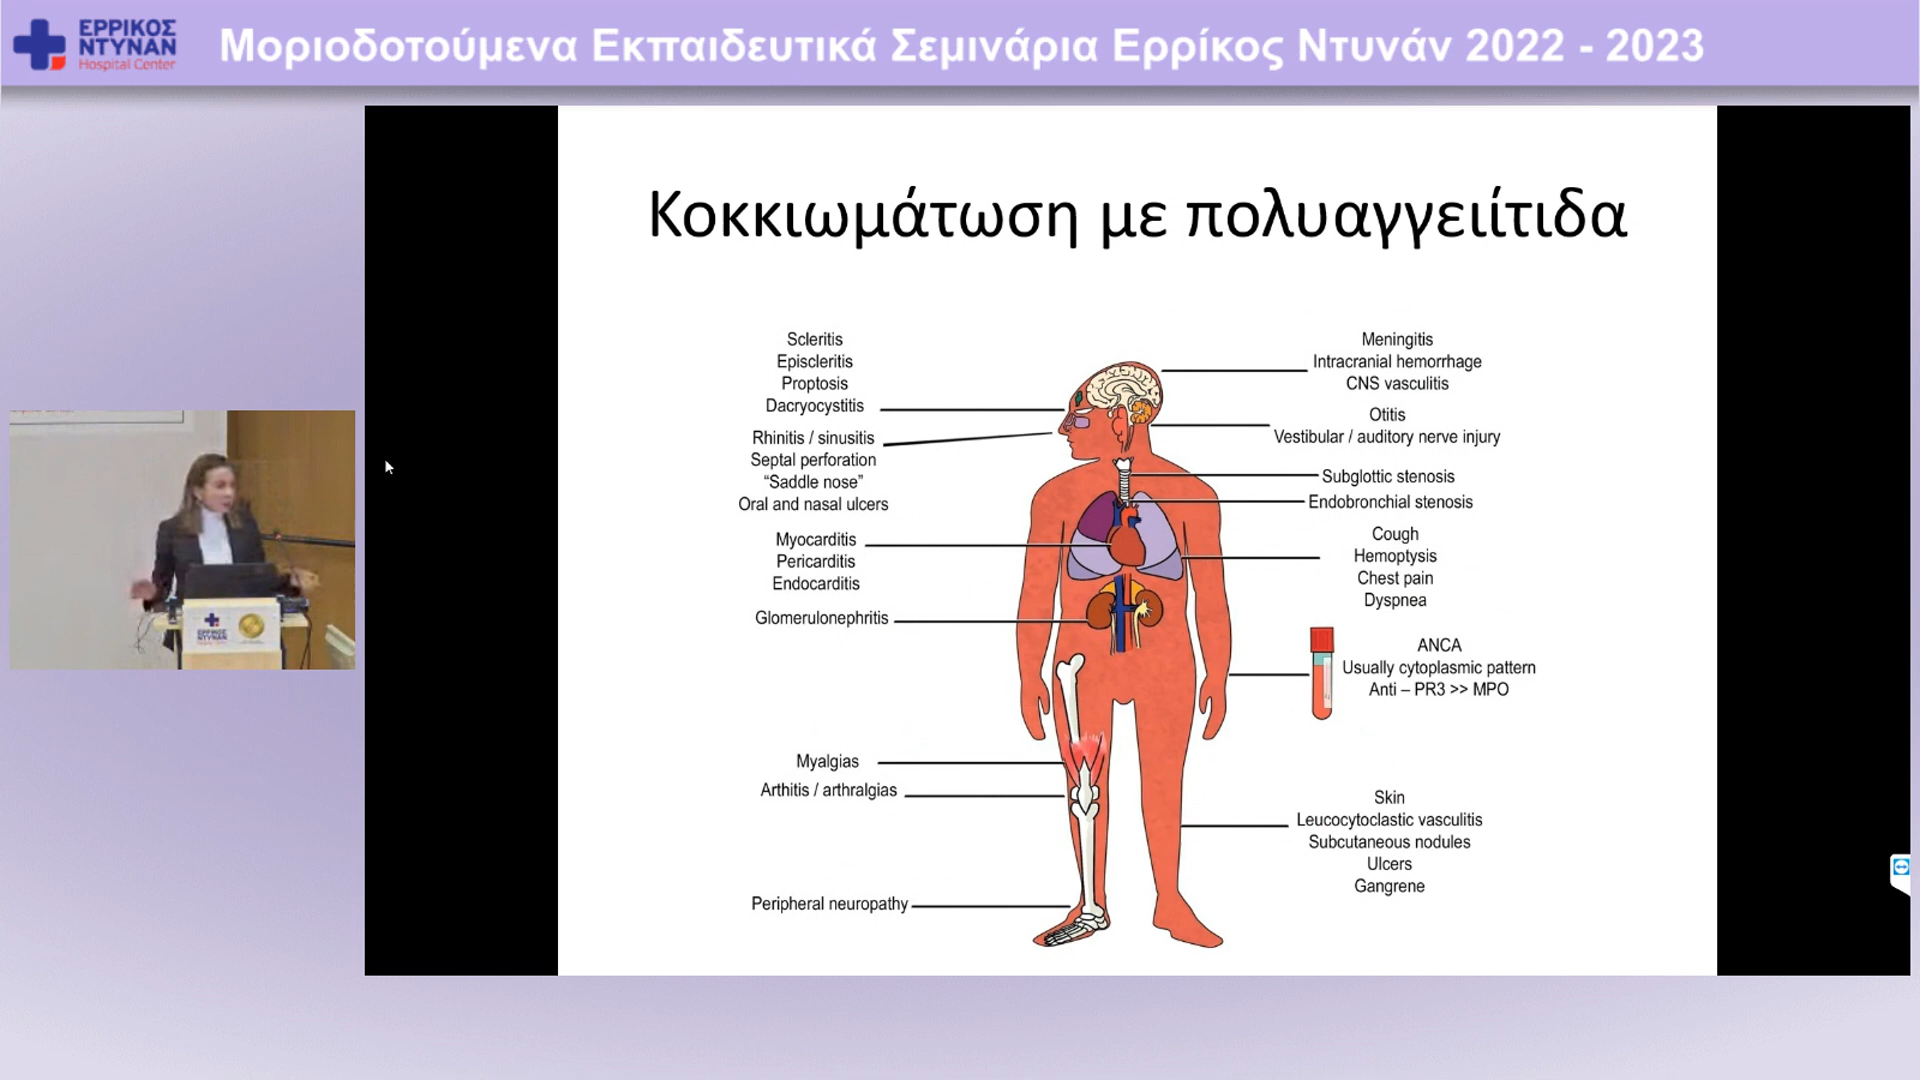 ΕΡΡΙΚΟΣ
ΝΤΥΝΑΝ
Hospital Center
Μοριοδοτούμενα Εκπαιδευτικά Σεμινάρια Ερρίκος Ντυνάν 2022 - 2023
Κοκκιωμάτωση με πολυαγγειίτιδα
Scleritis
Episcleritis
Proptosis
Dacryocystitis
Rhinitis / sinusitis
Septal perforation
“Saddle nose”
Oral and nasal ulcers
Myocarditis
Pericarditis
Endocarditis
Glomerulonephritis
Myalgias
Arthitis / arthralgias
Peripheral neuropathy
Meningitis
Intracranial hemorrhage
CNS vasculitis
Otitis
Vestibular / auditory nerve injury
Subglottic stenosis
Endobronchial stenosis
Cough
Hemoptysis
Chest pain
Dyspnea
ANCA
Usually cytoplasmic pattern
Anti – PR3 >> MPO
Skin
Leucocytoclastic vasculitis
Subcutaneous nodules
Ulcers
Gangrene
ΕΡΡΙΚΟΣ
ΝΤΥΝΑΝ